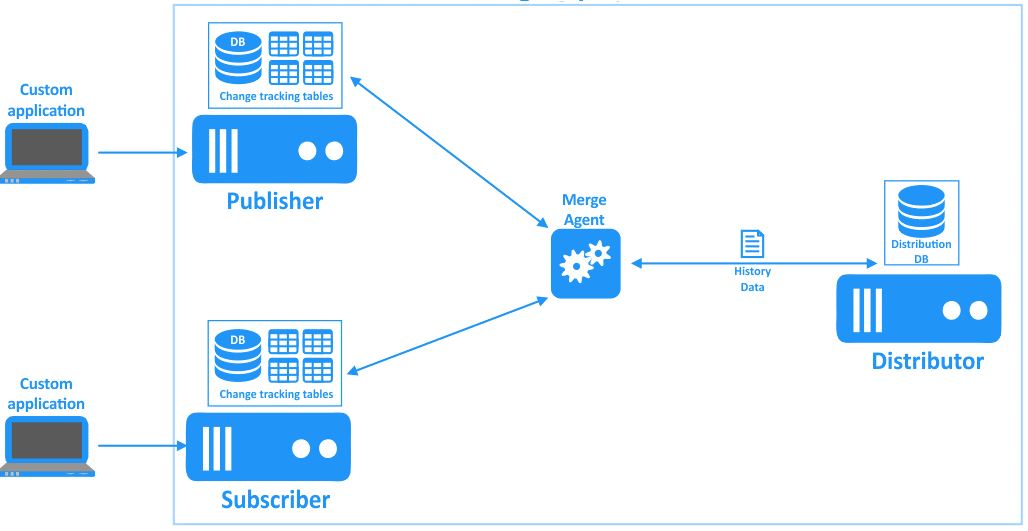 DB
Change tracking tables
Custom
application
Publisher
Merge
Agent
Distribution
DB
History
Data
Distributor
DB
Change tracking tables
Custom
application
Subscriber